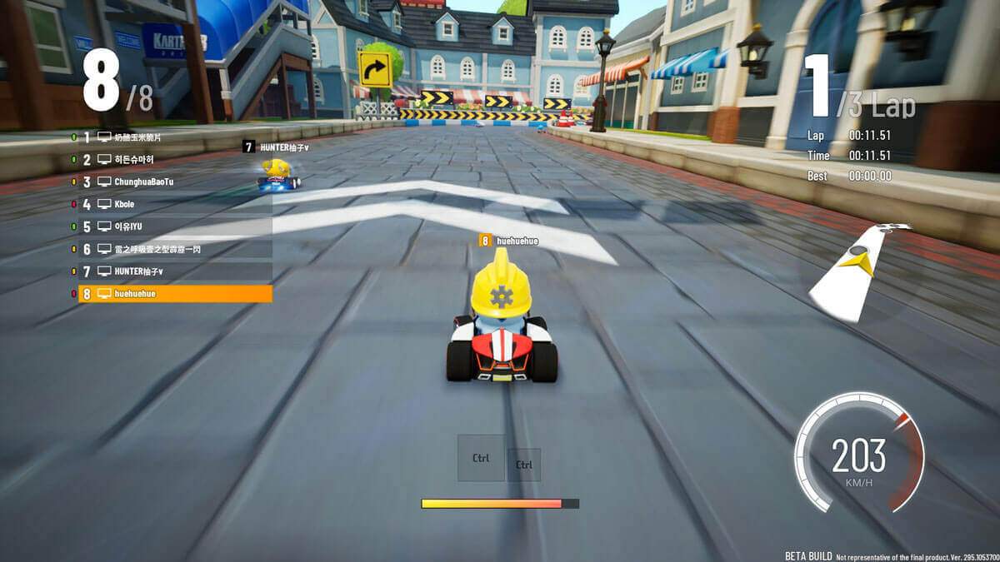 WELCOME
8/8
1/3 Lap
Lap 00:11.51
Time 00:11.51
Best 00:00.00
1 奶酪玉米脆片
2 히든슈마허
3 ChunghuaBaoTu
4 Kbole
5 이유IYU
6 雷之呼吸壹之型霹靂一閃
7 HUNTER柚子v
8 huehuehue
7 HUNTER柚子v
8 huehuehue
Ctrl
Ctrl
203
KM/H
BETA BUILD Not representative of the final product. Ver. 295.1053700